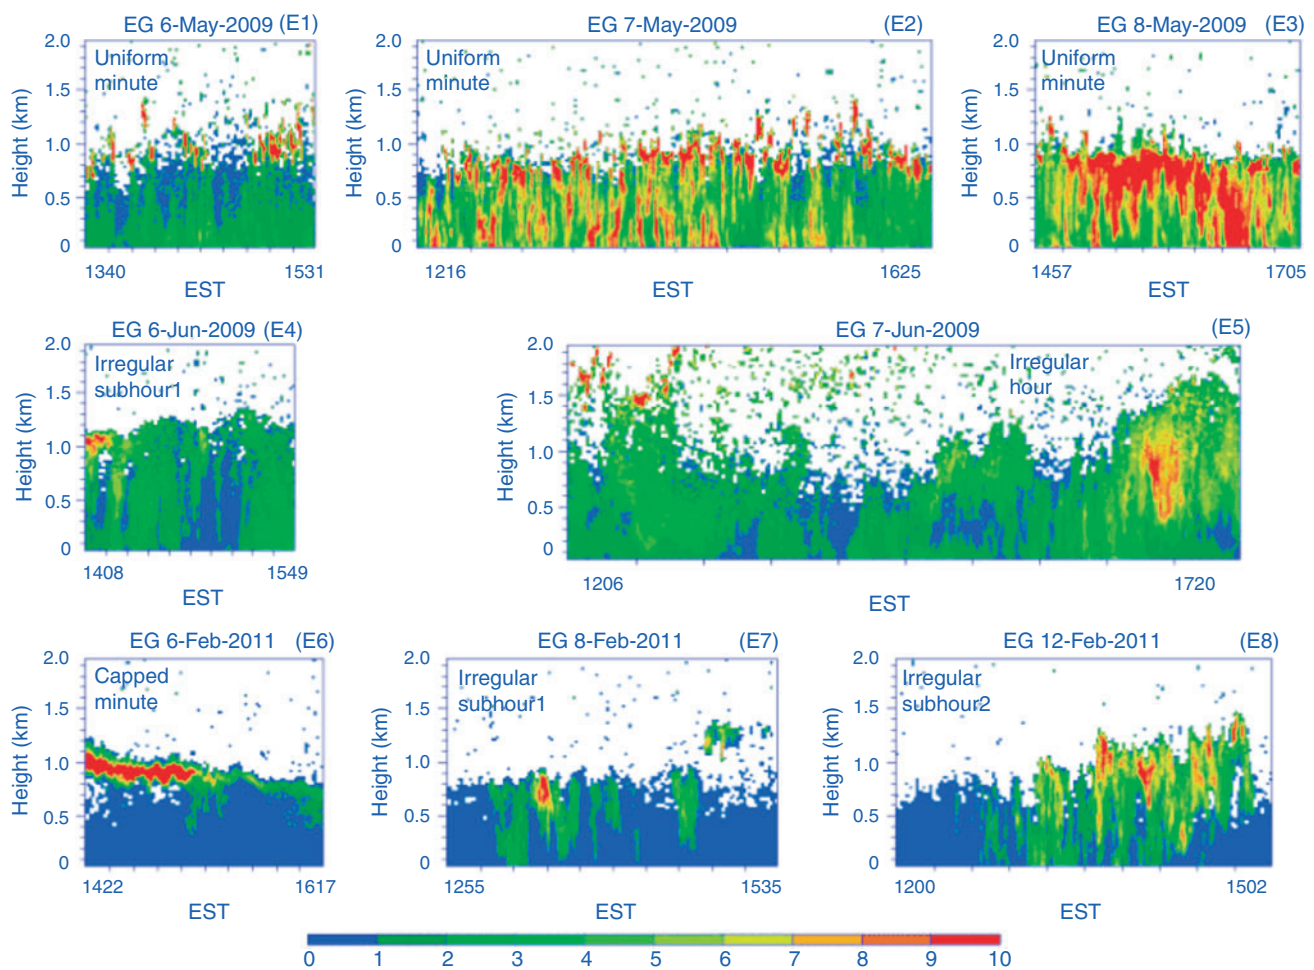 EG 6-May-2009 (E1)
EG 7-May-2009 (E2)
EG 8-May-2009 (E3)
2.0
1.5
1.0
0.5
0
Height (km)
Uniform
minute
1340 1531
EST
2.0
1.5
1.0
0.5
0
Height (km)
Uniform
minute
1216 1625
EST
2.0
1.5
1.0
0.5
0
Height (km)
Uniform
minute
1457 1705
EST
EG 6-Jun-2009 (E4)
2.0
1.5
1.0
0.5
0
Height (km)
Irregular
subhour1
1408 1549
EST
EG 7-Jun-2009 (E5)
2.0
1.5
1.0
0.5
0
Height (km)
Irregular
hour
1206 1720
EST
EG 6-Feb-2011 (E6)
2.0
1.5
1.0
0.5
0
Height (km)
Capped
minute
1422 1617
EST
EG 8-Feb-2011 (E7)
2.0
1.5
1.0
0.5
0
Height (km)
Irregular
subhour1
1255 1535
EST
EG 12-Feb-2011 (E8)
2.0
1.5
1.0
0.5
0
Height (km)
Irregular
subhour2
1200 1502
EST
0 1 2 3 4 5 6 7 8 9 10